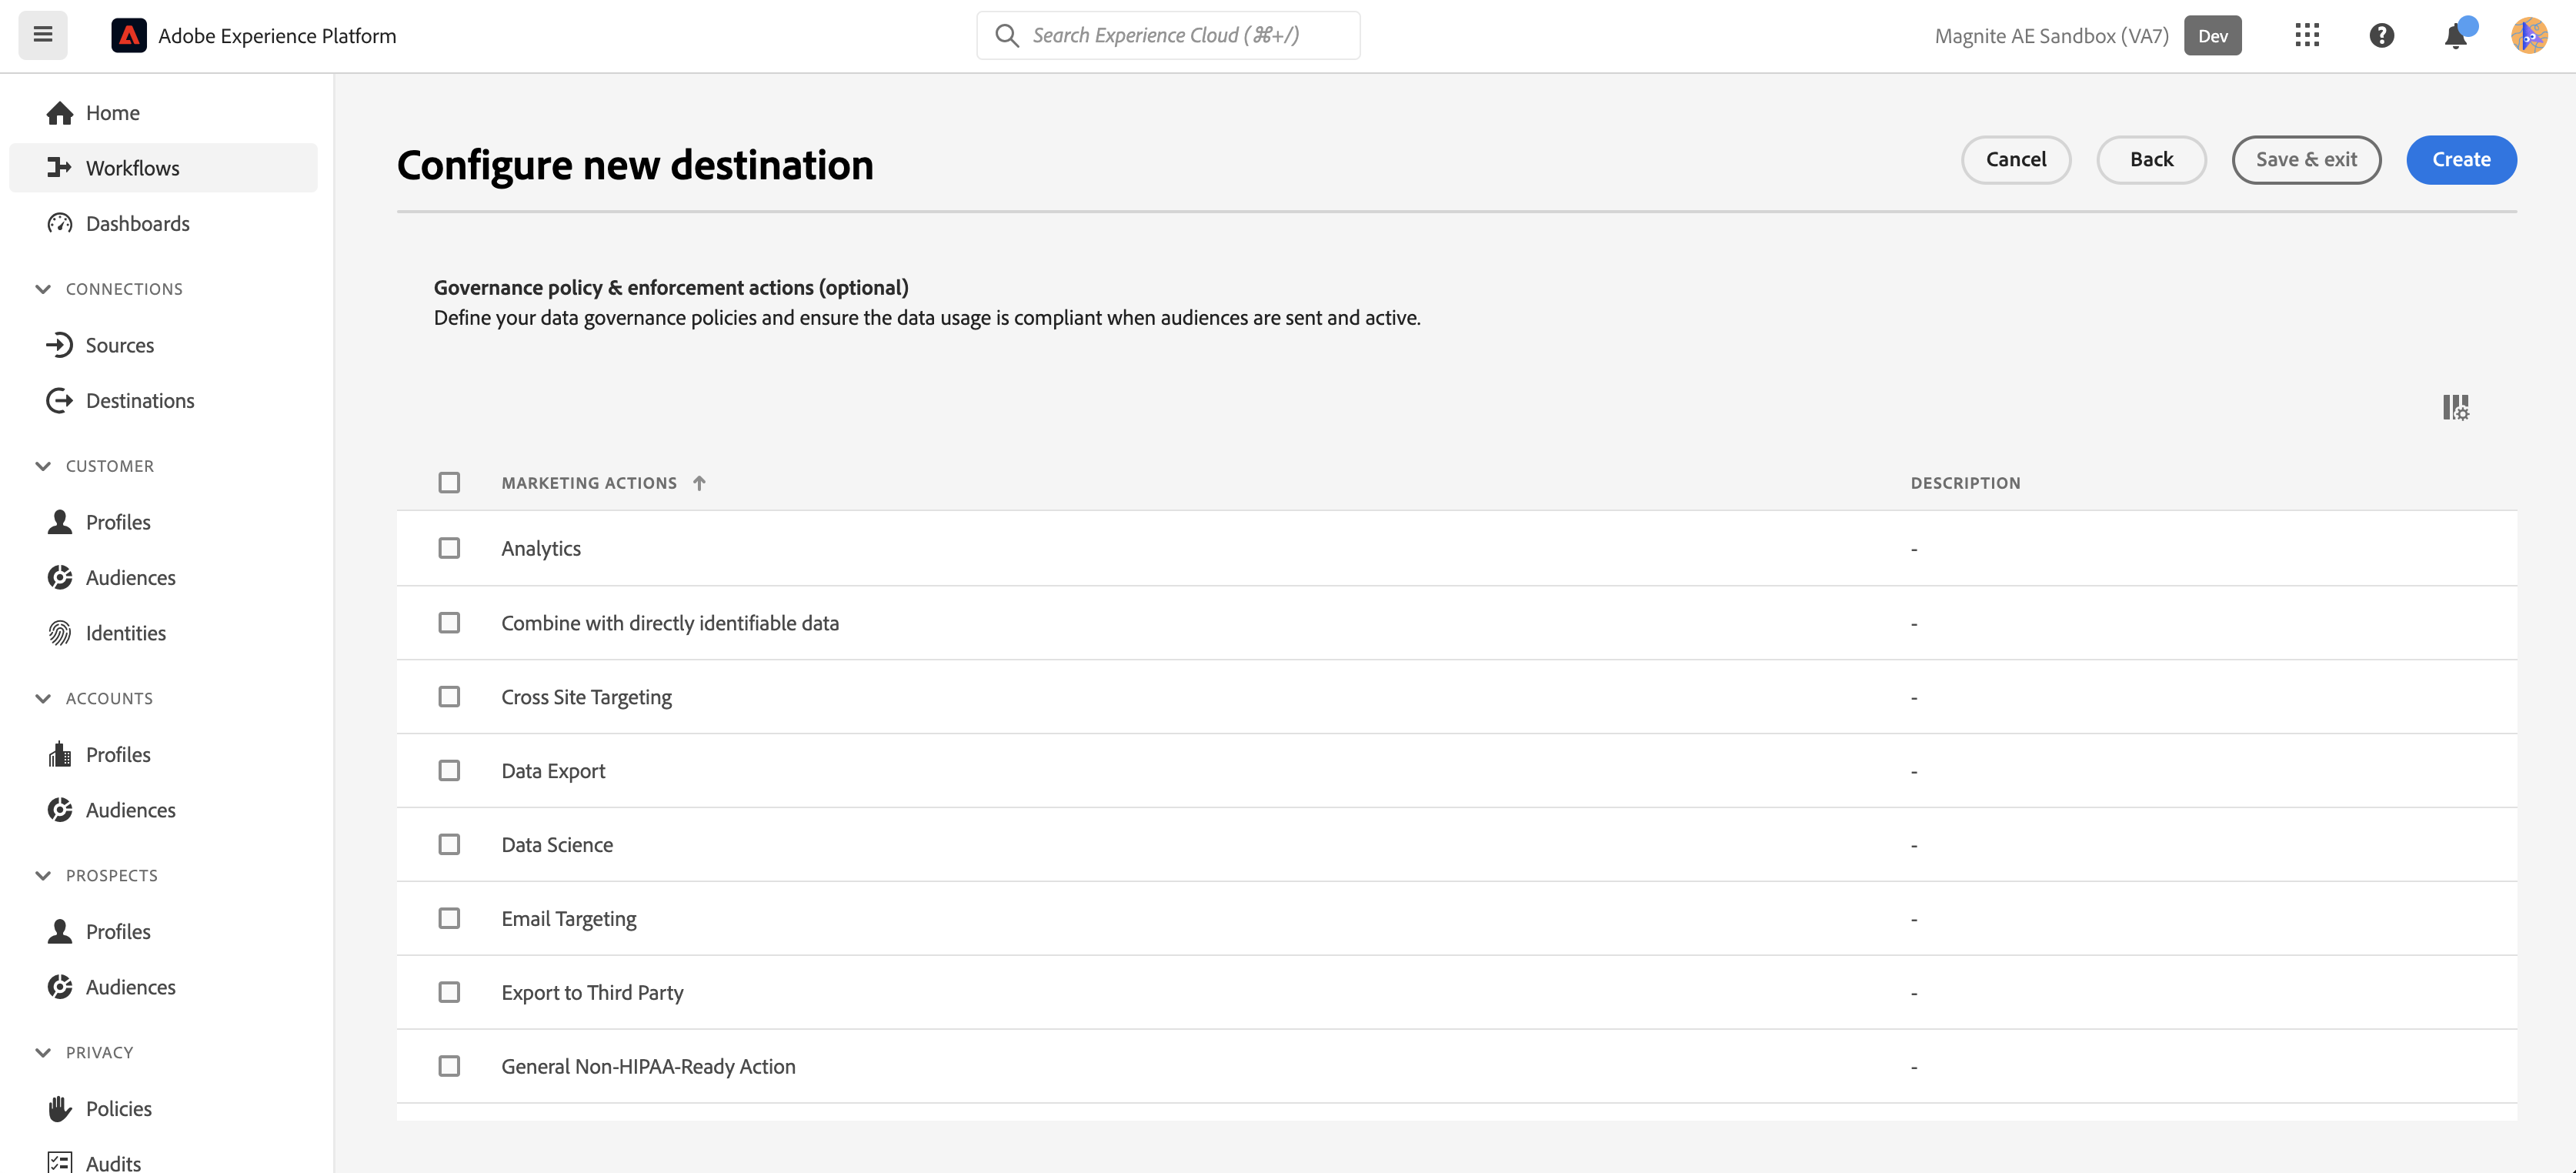 Adobe Experience Platform
Search Experience Cloud (⌘+/)
Magnite AE Sandbox (VA7)
Dev
Home
Workflows
Dashboards
CONNECTIONS
Sources
Destinations
CUSTOMER
Profiles
Audiences
Identities
ACCOUNTS
Profiles
Audiences
PROSPECTS
Profiles
Audiences
PRIVACY
Policies
Audits
Configure new destination
Cancel
Back
Save & exit
Create
Governance policy & enforcement actions (optional)
Define your data governance policies and ensure the data usage is compliant when audiences are sent and active.
MARKETING ACTIONS DESCRIPTION
Analytics -
Combine with directly identifiable data -
Cross Site Targeting -
Data Export -
Data Science -
Email Targeting -
Export to Third Party -
General Non-HIPAA-Ready Action -